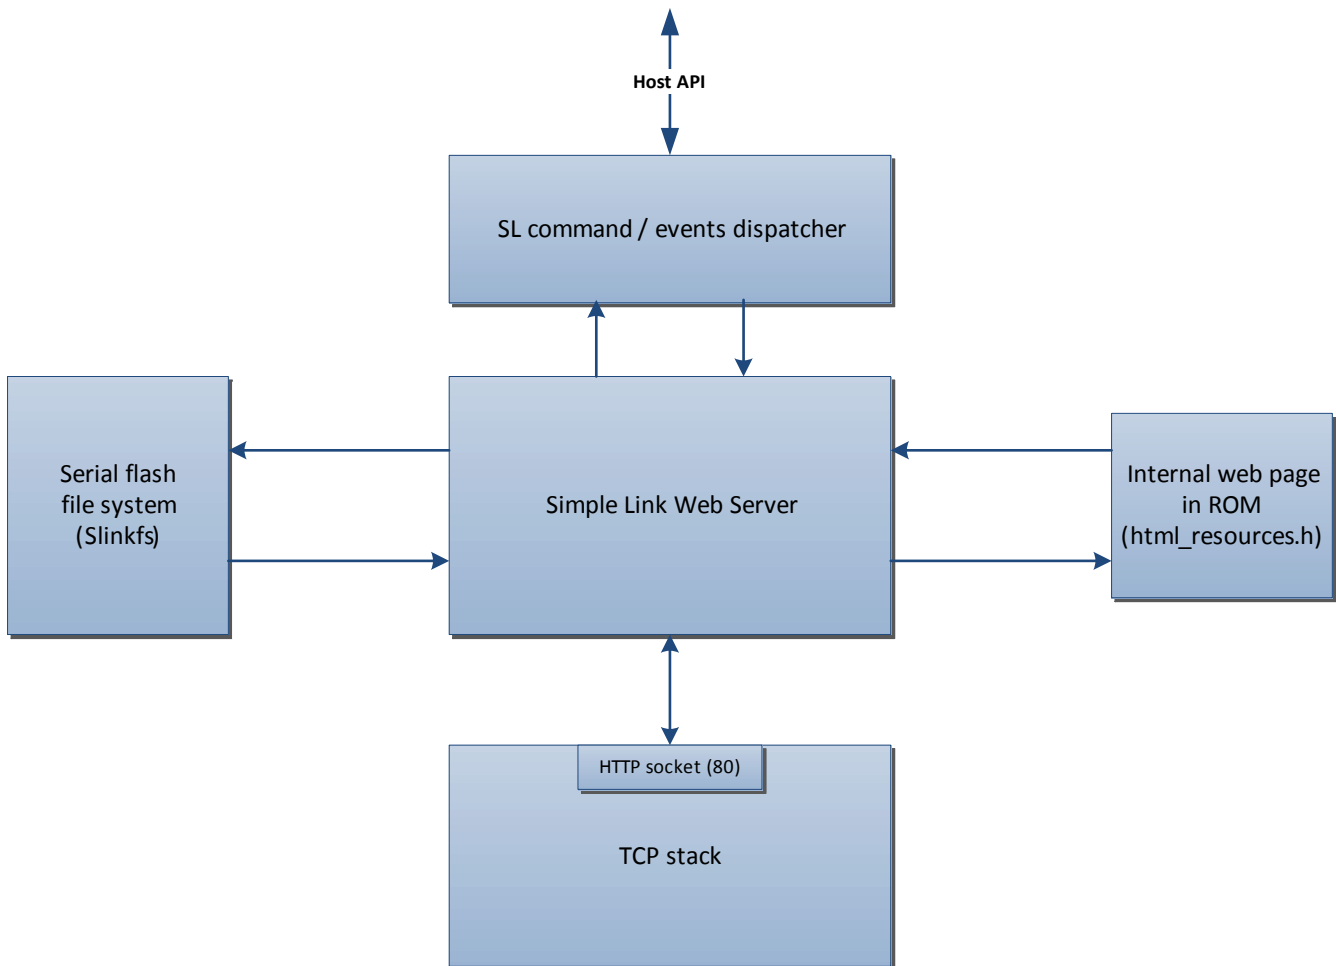 Host API
SL command / events dispatcher
Serial flash
file system
(Slinkfs)
Simple Link Web Server
Internal web page
in ROM
(html_resources.h)
HTTP socket (80)
TCP stack